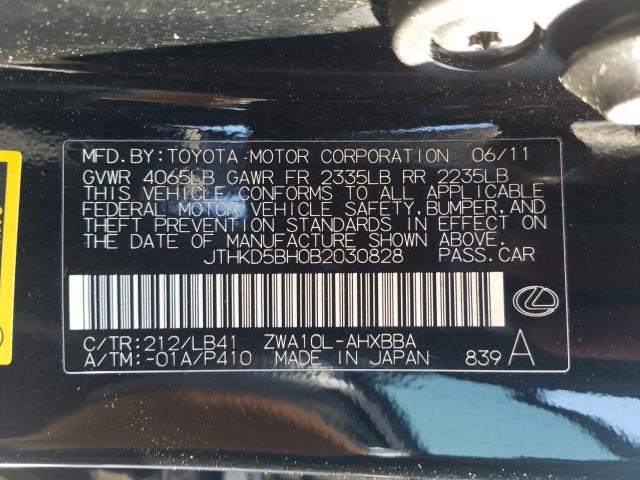 MFD.BY:TOYOTA MOTOR CORPORATION 06/11
GVWR 4065LB GAWR FR 2335LB RR 2235LB
THIS VEHICLE CONFORMS TO ALL APPLICABLE
FEDERAL MOTOR VEHICLE SAFETY,BUMPER,AND
THEFT PREVENTION STANDARDS IN EFFECT ON
THE DATE OF MANUFACTURE SHOWN ABOVE.
JTHKD5BH0B2030828 PASS.CAR
C/TR:212/LB41 ZWA10L-AHXBBA
A/TM:-01A/P410 MADE IN JAPAN 839 A